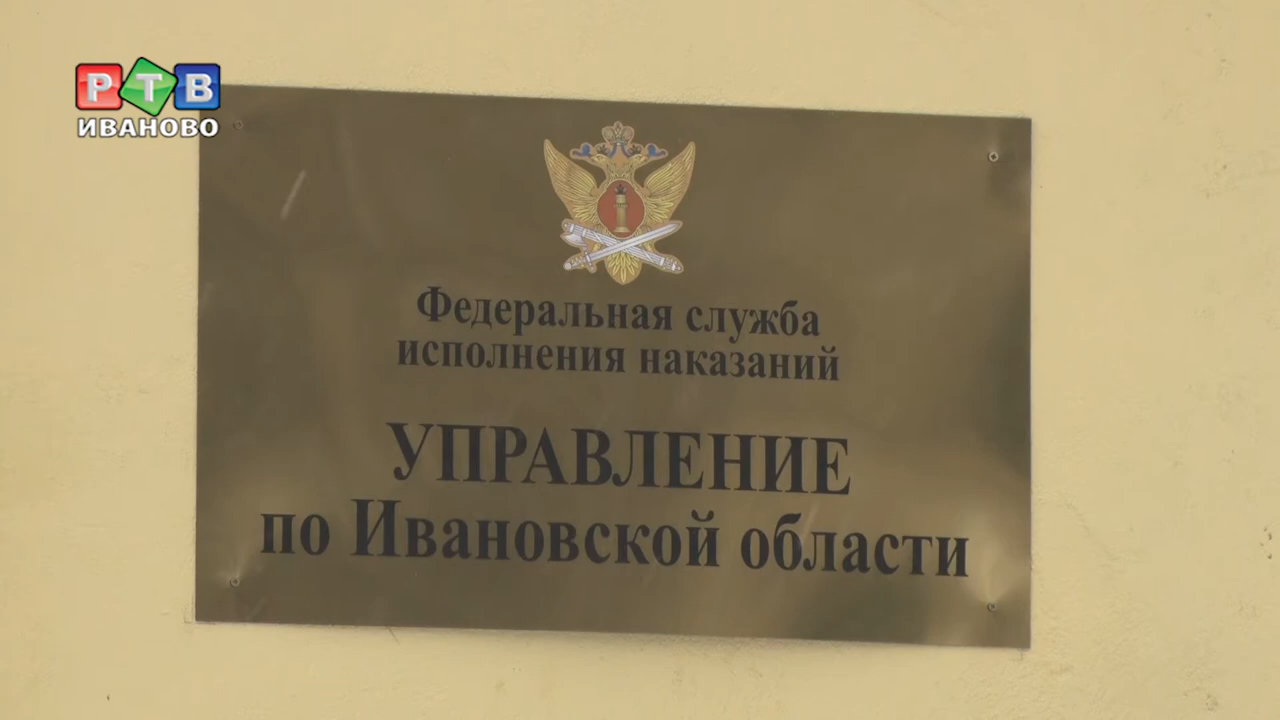 РТВ
ИВАНОВО
Федеральная служба
исполнения наказаний
УПРАВЛЕНИЕ
по Ивановской области